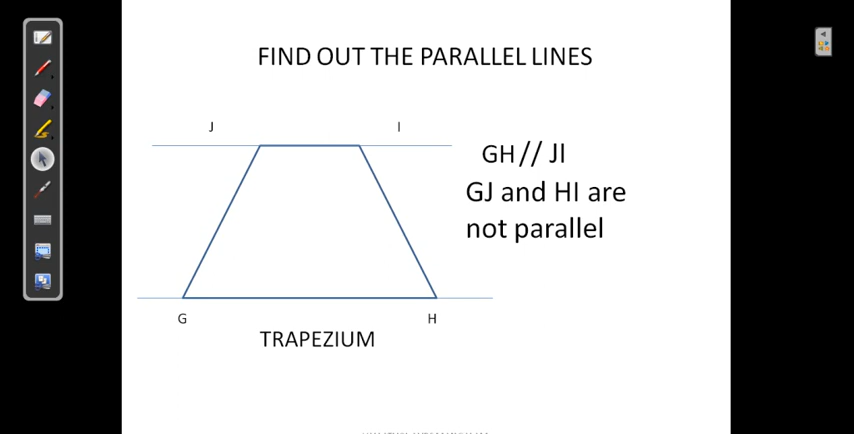 FIND OUT THE PARALLEL LINES
J I
GH // JI
GJ and HI are
not parallel
G H
TRAPEZIUM